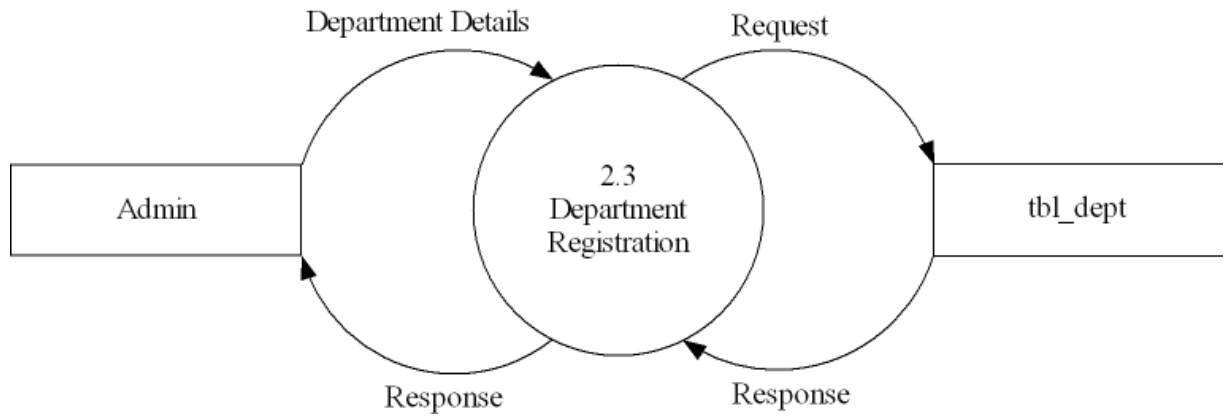 Department Details
Request
Admin
2.3
Department
Registration
tbl_dept
Response
Response